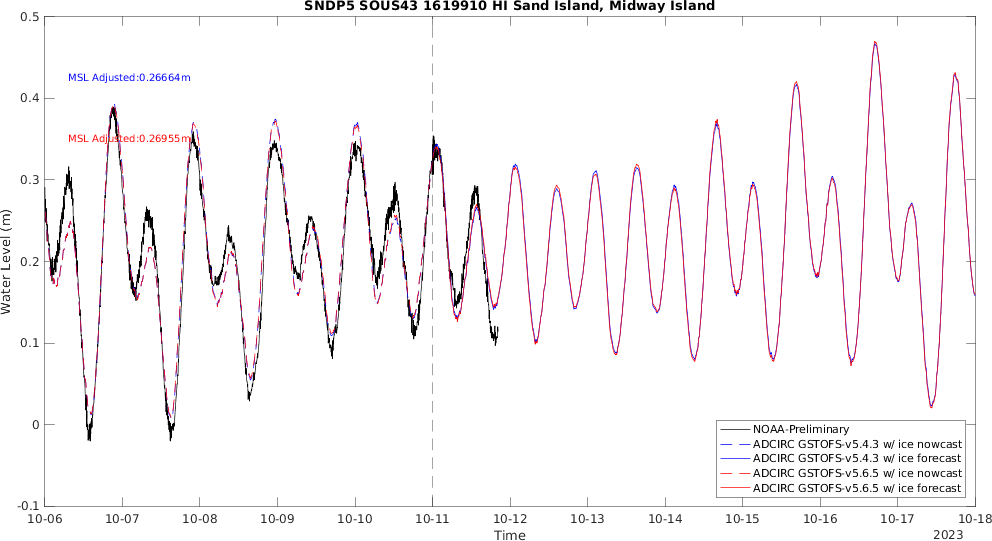 SNDP5 SOUS43 1619910 HI Sand Island, Midway Island
0.5
0.4
0.3
0.2
0.1
0
-0.1
Water Level (m)
MSL Adjusted:0.26664m
MSL Adjusted:0.26955m
NOAA-Preliminary
ADCIRC GSTOFS-v5.4.3 w/ ice nowcast
ADCIRC GSTOFS-v5.4.3 w/ ice forecast
ADCIRC GSTOFS-v5.6.5 w/ ice nowcast
ADCIRC GSTOFS-v5.6.5 w/ ice forecast
10-06 10-07 10-08 10-09 10-10 10-11 10-12 10-13 10-14 10-15 10-16 10-17 10-18
Time
2023